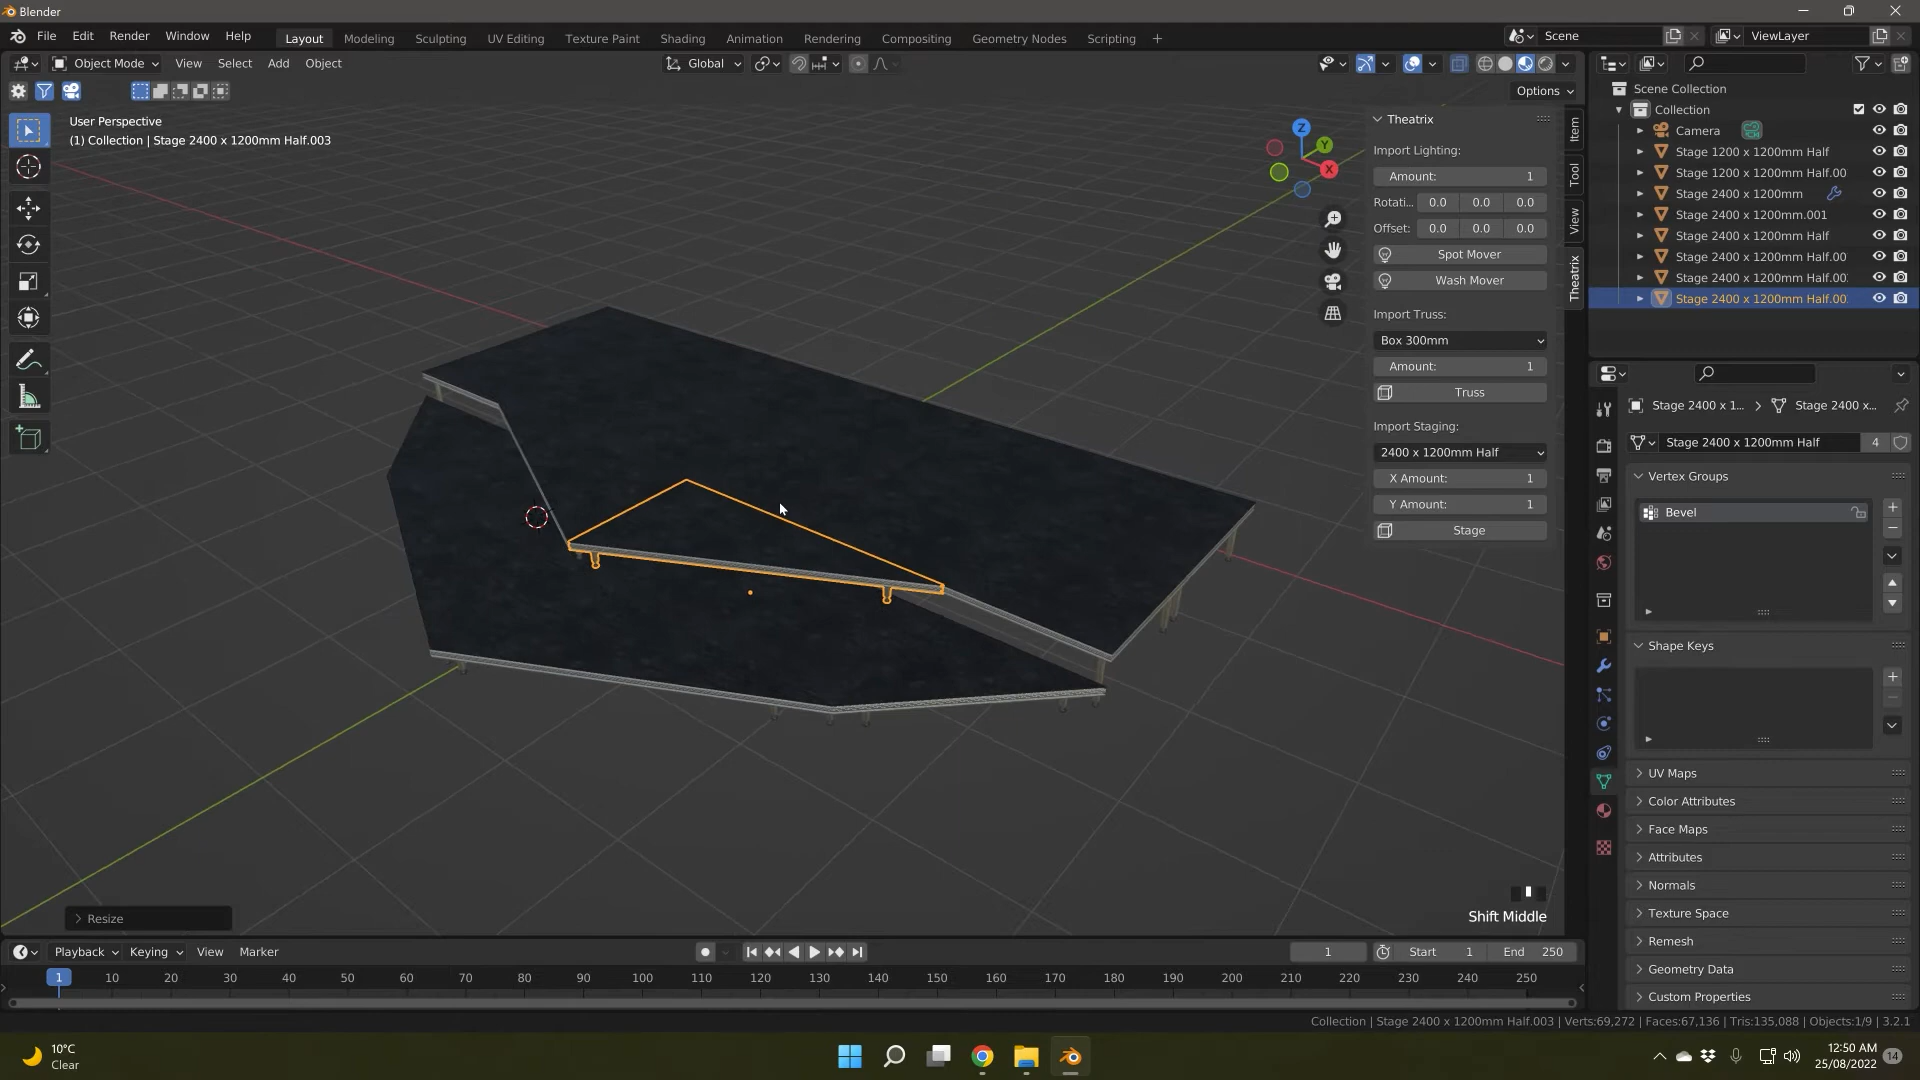 Blender
File Edit Render Window Help Layout Modeling Sculpting UV Editing Texture Paint Shading Animation Rendering Compositing Geometry Nodes Scripting + Scene ViewLayer
Object Mode View Select Add Object Global
Options
User Perspective
(1) Collection | Stage 2400 x 1200mm Half.003
Z
Y
X
Theatrix
Import Lighting:
Amount: 1
Rotati... 0.0 0.0 0.0
Offset: 0.0 0.0 0.0
Spot Mover
Wash Mover
Import Truss:
Box 300mm
Amount: 1
Truss
Import Staging:
2400 x 1200mm Half
X Amount: 1
Y Amount: 1
Stage
Item
Tool
View
Theatrix
Scene Collection
Collection
Camera
Stage 1200 x 1200mm Half
Stage 1200 x 1200mm Half.00
Stage 2400 x 1200mm
Stage 2400 x 1200mm.001
Stage 2400 x 1200mm Half
Stage 2400 x 1200mm Half.00
Stage 2400 x 1200mm Half.00
Stage 2400 x 1200mm Half.00
Stage 2400 x 1... Stage 2400 x...
Stage 2400 x 1200mm Half 4
Vertex Groups
Bevel
Shape Keys
UV Maps
Color Attributes
Face Maps
Attributes
Normals
Texture Space
Remesh
Geometry Data
Custom Properties
Resize
Shift Middle
Playback Keying View Marker 1 Start 1 End 250
1 10 20 30 40 50 60 70 80 90 100 110 120 130 140 150 160 170 180 190 200 210 220 230 240 250
Collection | Stage 2400 x 1200mm Half.003 | Verts:69,272 | Faces:67,136 | Tris:135,088 | Objects:1/9 | 3.2.1
10°C
Clear
12:50 AM
25/08/2022
14